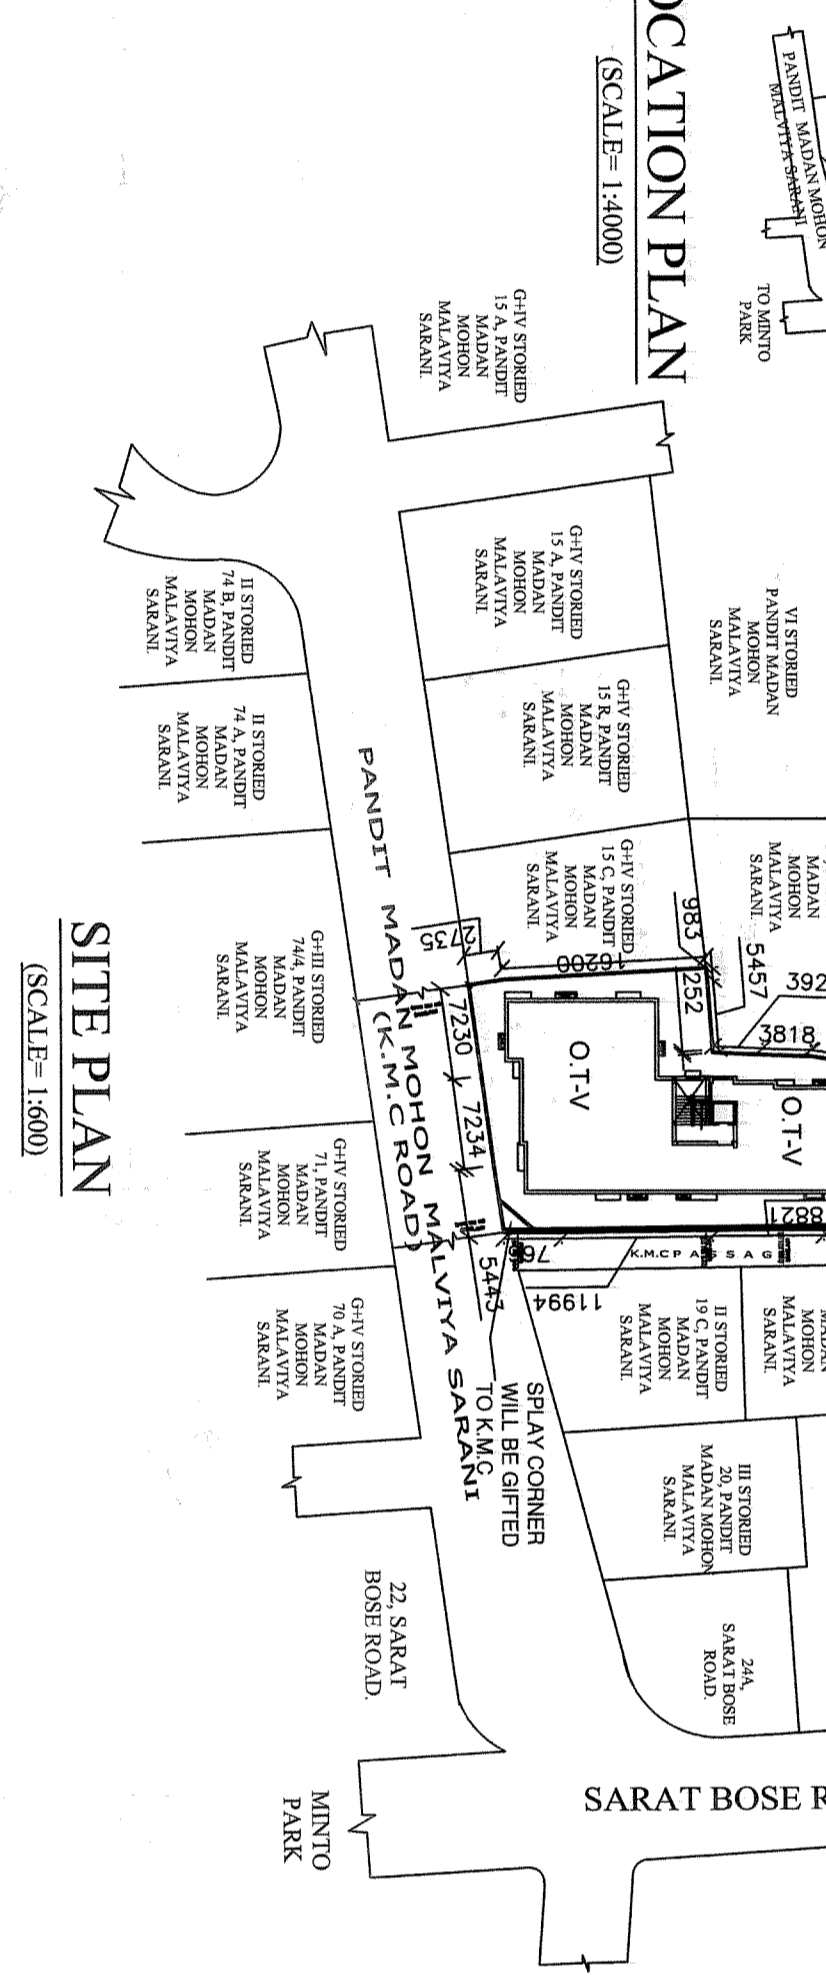 OCATION PLAN
(SCALE= 1:4000)
PANDIT MADAN MOHON
MALVIYA SARANI
TO MINTO
PARK
G+IV STORIED
15 A, PANDIT
MADAN
MOHON
MALAVIYA
SARANI.
G+IV STORIED
15 A, PANDIT
MADAN
MOHON
MALAVIYA
SARANI.
VI STORIED
PANDIT MADAN
MOHON
MALAVIYA
SARANI.
G+IV STORIED
15 R, PANDIT
MADAN
MOHON
MALAVIYA
SARANI.
G+IV STORIED
15 C, PANDIT
MADAN
MOHON
MALAVIYA
SARANI.
MADAN
MOHON
MALAVIYA
SARANI.
II STORIED
74 B, PANDIT
MADAN
MOHON
MALAVIYA
SARANI.
II STORIED
74 A, PANDIT
MADAN
MOHON
MALAVIYA
SARANI.
G+III STORIED
74/4, PANDIT
MADAN
MOHON
MALAVIYA
SARANI.
G+IV STORIED
71, PANDIT
MADAN
MOHON
MALAVIYA
SARANI.
G+IV STORIED
70 A, PANDIT
MADAN
MOHON
MALAVIYA
SARANI.
PANDIT MADAN MOHON MALVIYA SARANI
(K.M.C ROAD)
983
5457
392
3818
252
16200
2735
7230
7234
5443
O.T-V
O.T-V
8821
76
11994
K.M.C P A S S A G
SPLAY CORNER
WILL BE GIFTED
TO K.M.C
II STORIED
19 C, PANDIT
MADAN
MOHON
MALAVIYA
SARANI.
MADAN
MOHON
MALAVIYA
SARANI.
III STORIED
20, PANDIT
MADAN MOHON
MALAVIYA
SARANI.
24A,
SARAT BOSE
ROAD.
22, SARAT
BOSE ROAD.
SARAT BOSE R
MINTO
PARK
SITE PLAN
(SCALE= 1:600)